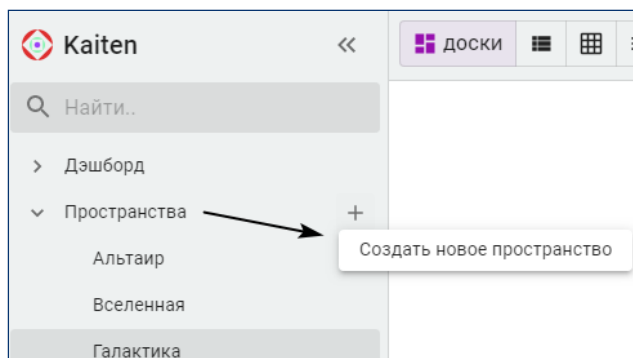 Kaiten
доски
Найти..
Дэшборд
Пространства
Создать новое пространство
Альтаир
Вселенная
Галактика